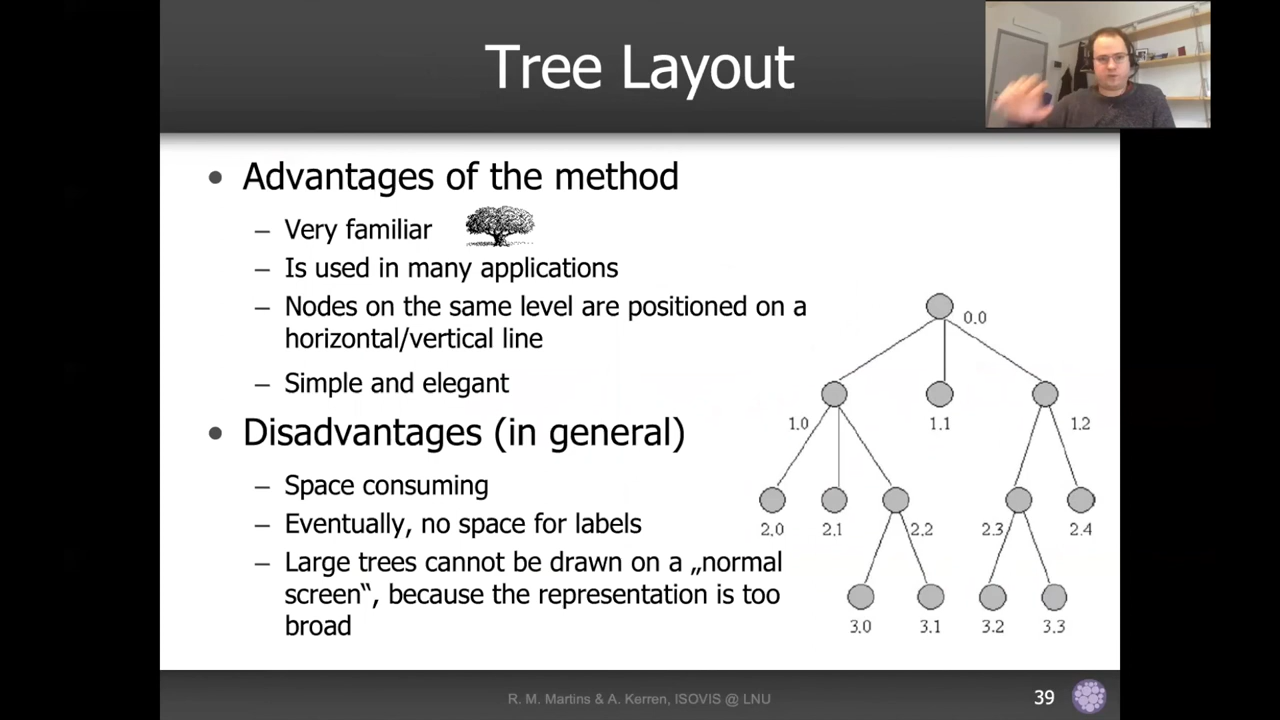 Tree Layout
• Advantages of the method
– Very familiar
– Is used in many applications
– Nodes on the same level are positioned on a
horizontal/vertical line
– Simple and elegant
• Disadvantages (in general)
– Space consuming
– Eventually, no space for labels
– Large trees cannot be drawn on a „normal
screen“, because the representation is too
broad
0.0
1.0 1.1 1.2
2.0 2.1 2.2 2.3 2.4
3.0 3.1 3.2 3.3
R. M. Martins & A. Kerren, ISOVIS @ LNU
39